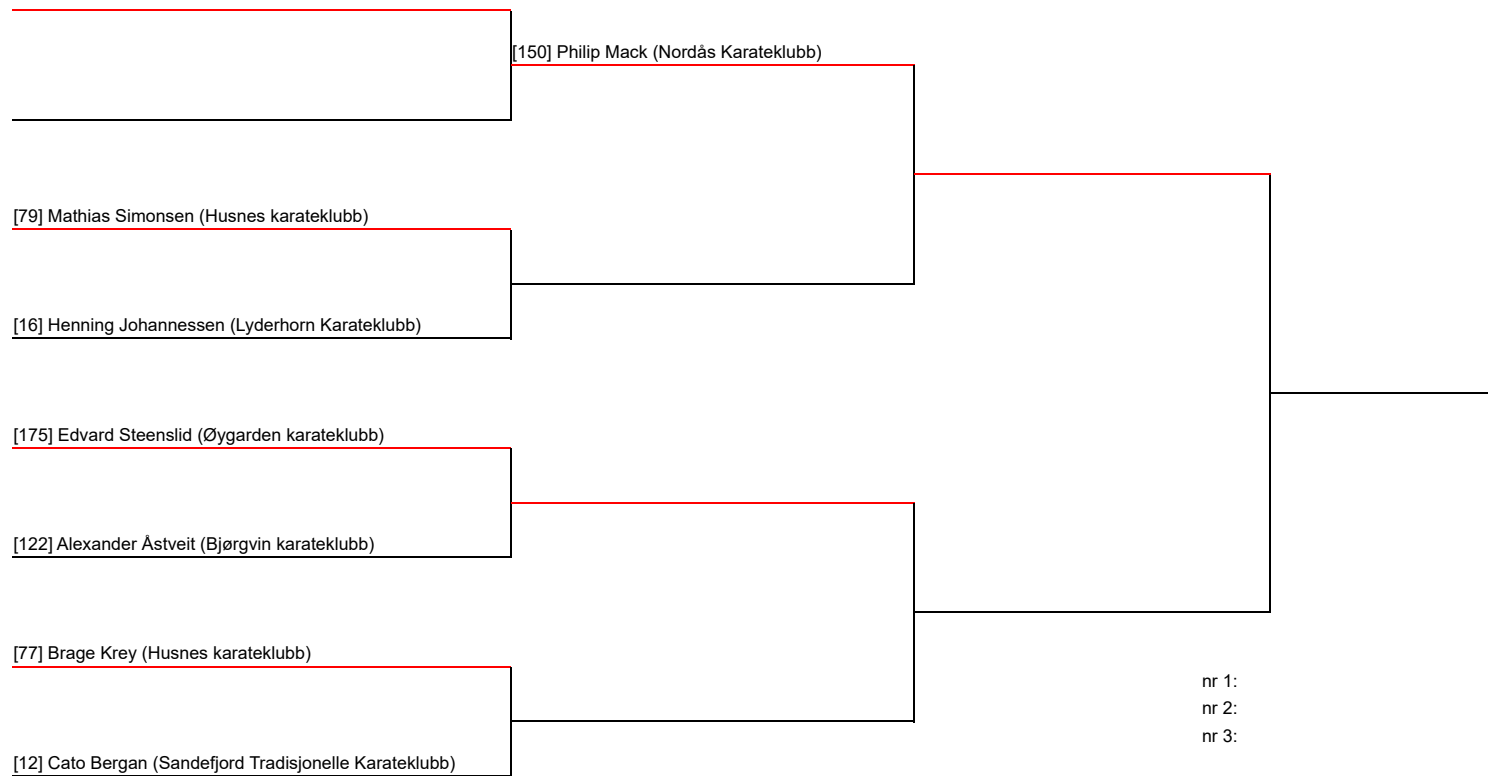 [150] Philip Mack (Nordås Karateklubb)
[79] Mathias Simonsen (Husnes karateklubb)
[16] Henning Johannessen (Lyderhorn Karateklubb)
[175] Edvard Steenslid (Øygarden karateklubb)
[122] Alexander Åstveit (Bjørgvin karateklubb)
[77] Brage Krey (Husnes karateklubb)
[12] Cato Bergan (Sandefjord Tradisjonelle Karateklubb)
nr 1:
nr 2:
nr 3: